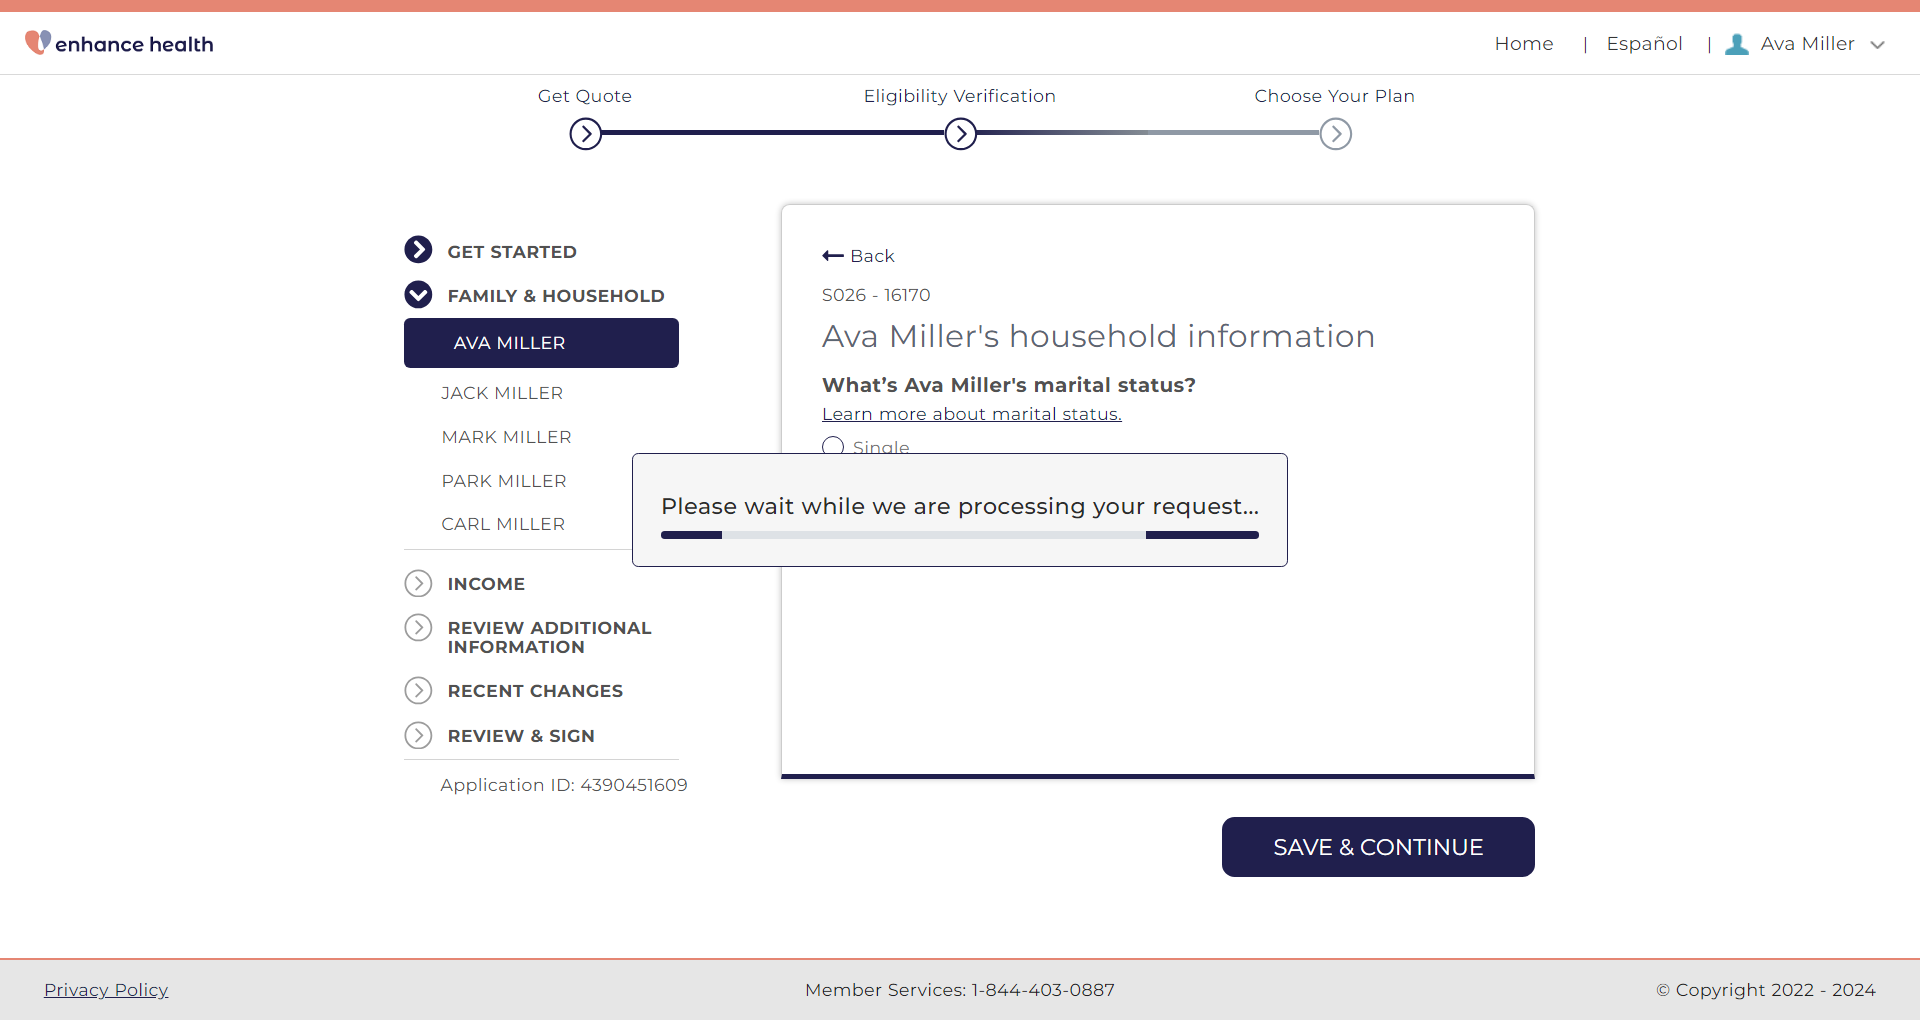 enhance health
Home | Español | Ava Miller
Get Quote
Eligibility Verification
Choose Your Plan
GET STARTED
FAMILY & HOUSEHOLD
AVA MILLER
JACK MILLER
MARK MILLER
PARK MILLER
CARL MILLER
INCOME
REVIEW ADDITIONAL
INFORMATION
RECENT CHANGES
REVIEW & SIGN
Application ID: 4390451609
Back
S026 - 16170
Ava Miller's household information
What’s Ava Miller's marital status?
Learn more about marital status.
Single
Please wait while we are processing your request...
SAVE & CONTINUE
Privacy Policy
Member Services: 1-844-403-0887
© Copyright 2022 - 2024